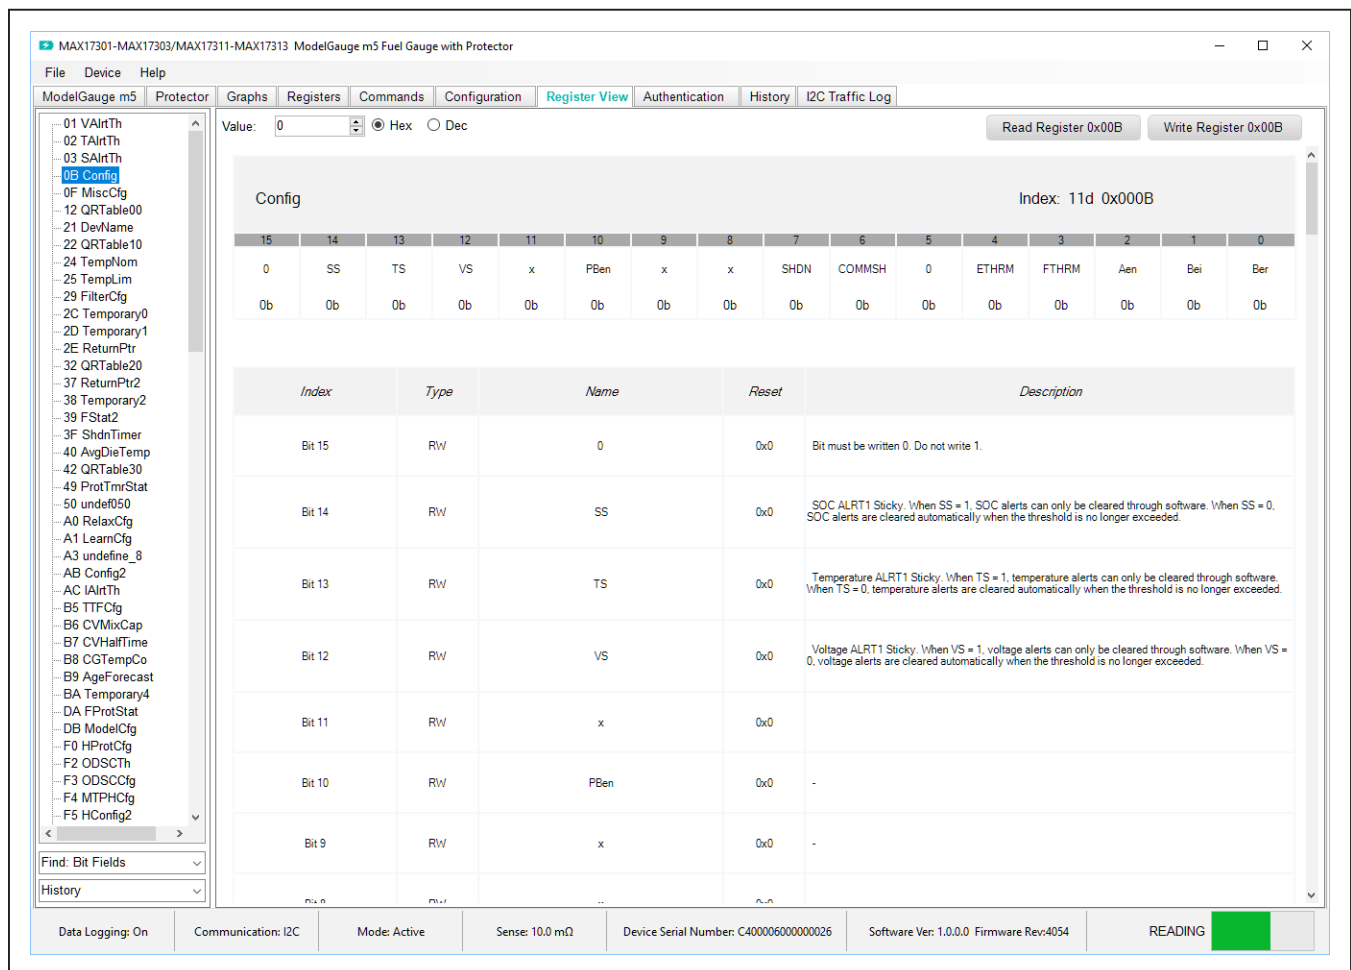 MAX17301-MAX17303/MAX17311-MAX17313 ModelGauge m5 Fuel Gauge with Protector
File Device Help
ModelGauge m5 Protector Graphs Registers Commands Configuration Register View Authentication History I2C Traffic Log
01 VAlrtTh
02 TAlrtTh
03 SAlrtTh
0B Config
0F MiscCfg
12 QRTable00
21 DevName
22 QRTable10
24 TempNom
25 TempLim
29 FilterCfg
2C Temporary0
2D Temporary1
2E ReturnPtr
32 QRTable20
37 ReturnPtr2
38 Temporary2
39 FStat2
3F ShdnTimer
40 AvgDieTemp
42 QRTable30
49 ProtTmrStat
50 undef050
A0 RelaxCfg
A1 LearnCfg
A3 undefine_8
AB Config2
AC IAlrtTh
B5 TTFCfg
B6 CVMixCap
B7 CVHalfTime
B8 CGTempCo
B9 AgeForecast
BA Temporary4
DA FProtStat
DB ModelCfg
F0 HProtCfg
F2 ODSCTh
F3 ODSCCfg
F4 MTPHCfg
F5 HConfig2
Find: Bit Fields
History
Value: 0 Hex Dec Read Register 0x00B Write Register 0x00B
Config Index: 11d 0x000B
15 14 13 12 11 10 9 8 7 6 5 4 3 2 1 0
0 SS TS VS x PBen x x SHDN COMMSH 0 ETHRM FTHRM Aen Bei Ber
0b 0b 0b 0b 0b 0b 0b 0b 0b 0b 0b 0b 0b 0b 0b 0b
Index Type Name Reset Description
Bit 15 RW 0 0x0 Bit must be written 0. Do not write 1.
Bit 14 RW SS 0x0 SOC ALRT1 Sticky. When SS = 1, SOC alerts can only be cleared through software. When SS = 0,
SOC alerts are cleared automatically when the threshold is no longer exceeded.
Bit 13 RW TS 0x0 Temperature ALRT1 Sticky. When TS = 1, temperature alerts can only be cleared through software.
When TS = 0, temperature alerts are cleared automatically when the threshold is no longer exceeded.
Bit 12 RW VS 0x0 Voltage ALRT1 Sticky. When VS = 1, voltage alerts can only be cleared through software. When VS =
0, voltage alerts are cleared automatically when the threshold is no longer exceeded.
Bit 11 RW x 0x0
Bit 10 RW PBen 0x0 -
Bit 9 RW x 0x0 -
Bit 8 RW x 0x0
Data Logging: On Communication: I2C Mode: Active Sense: 10.0 mΩ Device Serial Number: C400006000000026 Software Ver: 1.0.0.0 Firmware Rev:4054 READING